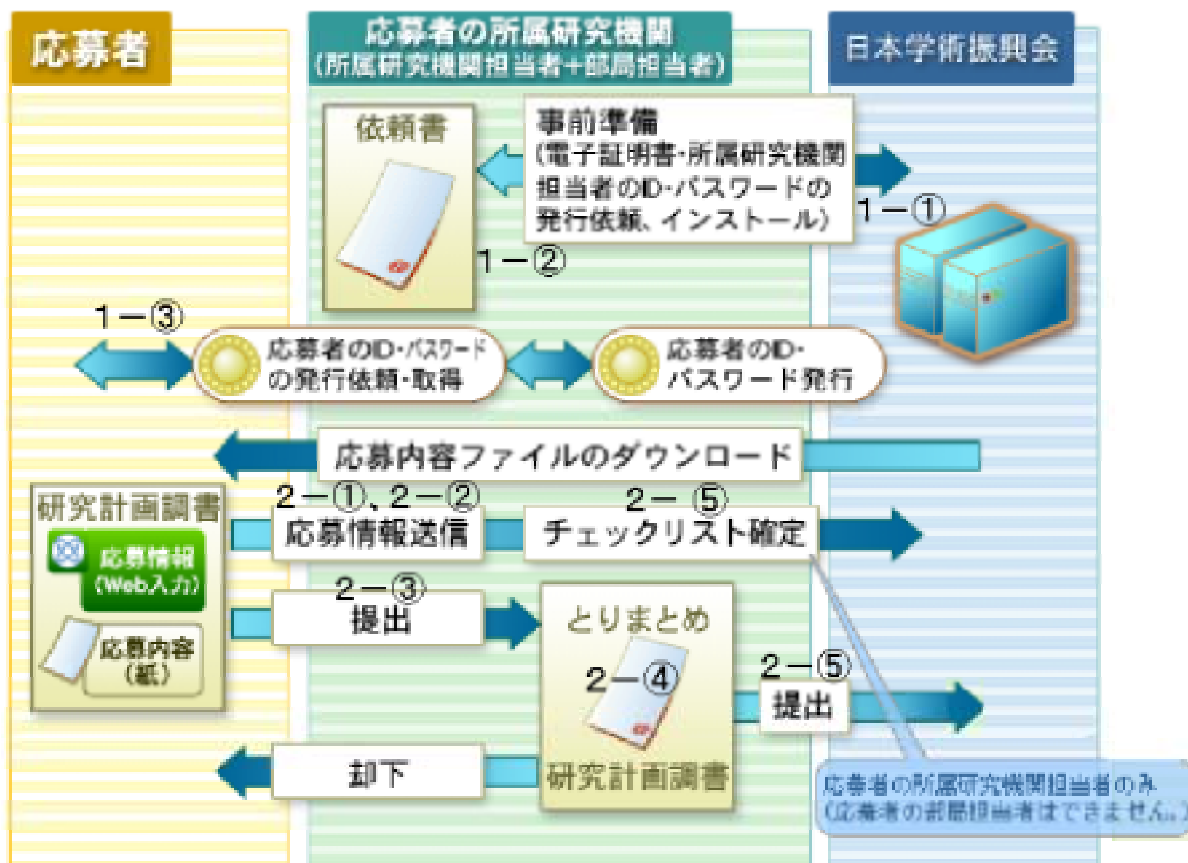 応募者
応募者の所属研究機関
(所属研究機関担当者+部局担当者)
日本学術振興会
依頼書
事前準備
(電子証明書・所属研究機関
担当者のID・パスワードの
発行依頼、インストール)
1-①
1-②
1-③
応募者のID・パスワード
の発行依頼・取得
応募者のID・
パスワード発行
応募内容ファイルのダウンロード
研究計画調書
応募情報
(Web入力)
応募内容
(紙)
2-①、2-②
応募情報送信
2-⑤
チェックリスト確定
2-③
提出
とりまとめ
2-④
研究計画調書
2-⑤
提出
却下
応募者の所属研究機関担当者のみ
(応募者の部局担当者はできません。)